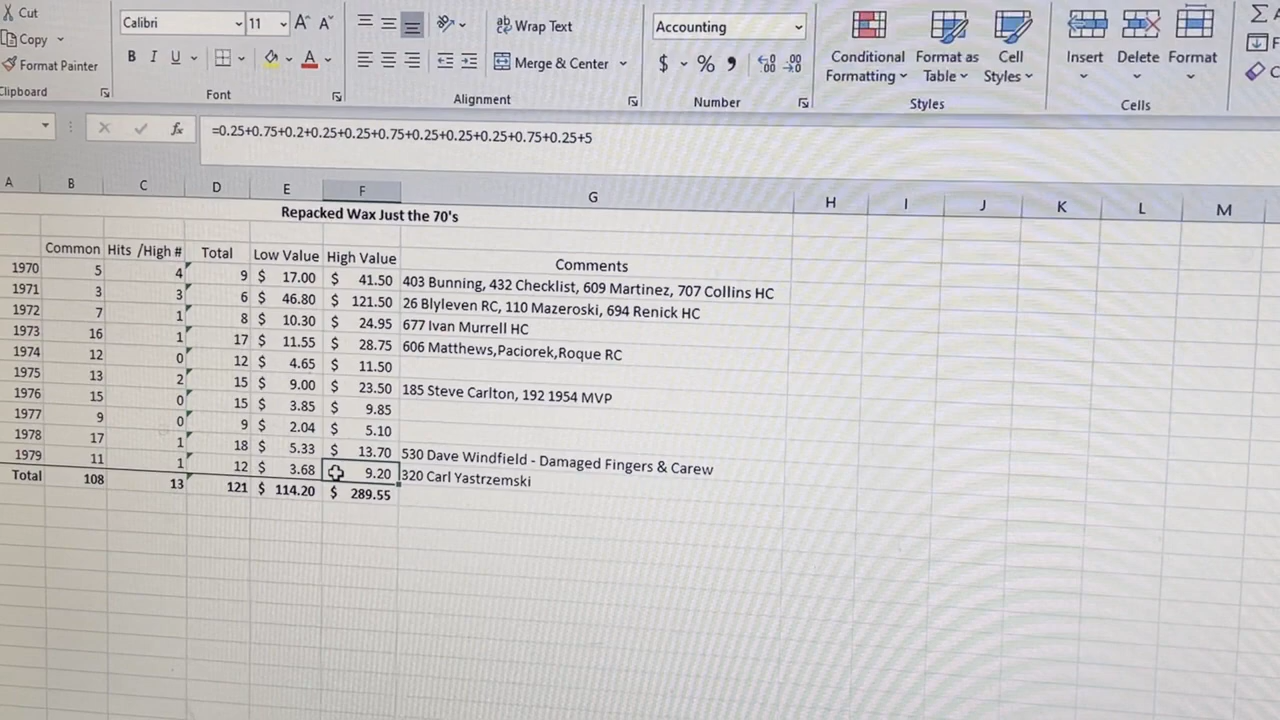 Cut
Copy
Format Painter
Clipboard
Calibri 11 A A
B I U A
Font
ab Wrap Text
Merge & Center
Alignment
Accounting
$ % 9 .00
Number
Conditional Formatting
Format as Table
Cell Styles
Styles
Insert Delete Format
Cells
fx =0.25+0.75+0.2+0.25+0.25+0.75+0.25+0.25+0.25+0.75+0.25+5
A B C D E F G H I J K L M
Repacked Wax Just the 70's
Common Hits /High # Total Low Value High Value Comments
1970 5 4 9 $ 17.00 $ 41.50 403 Bunning, 432 Checklist, 609 Martinez, 707 Collins HC
1971 3 3 6 $ 46.80 $ 121.50 26 Blyleven RC, 110 Mazeroski, 694 Renick HC
1972 7 1 8 $ 10.30 $ 24.95 677 Ivan Murrell HC
1973 16 1 17 $ 11.55 $ 28.75 606 Matthews,Paciorek,Roque RC
1974 12 0 12 $ 4.65 $ 11.50
1975 13 2 15 $ 9.00 $ 23.50 185 Steve Carlton, 192 1954 MVP
1976 15 0 15 $ 3.85 $ 9.85
1977 9 0 9 $ 2.04 $ 5.10
1978 17 1 18 $ 5.33 $ 13.70 530 Dave Windfield - Damaged Fingers & Carew
1979 11 1 12 $ 3.68 9.20 320 Carl Yastrzemski
Total 108 13 121 $ 114.20 $ 289.55